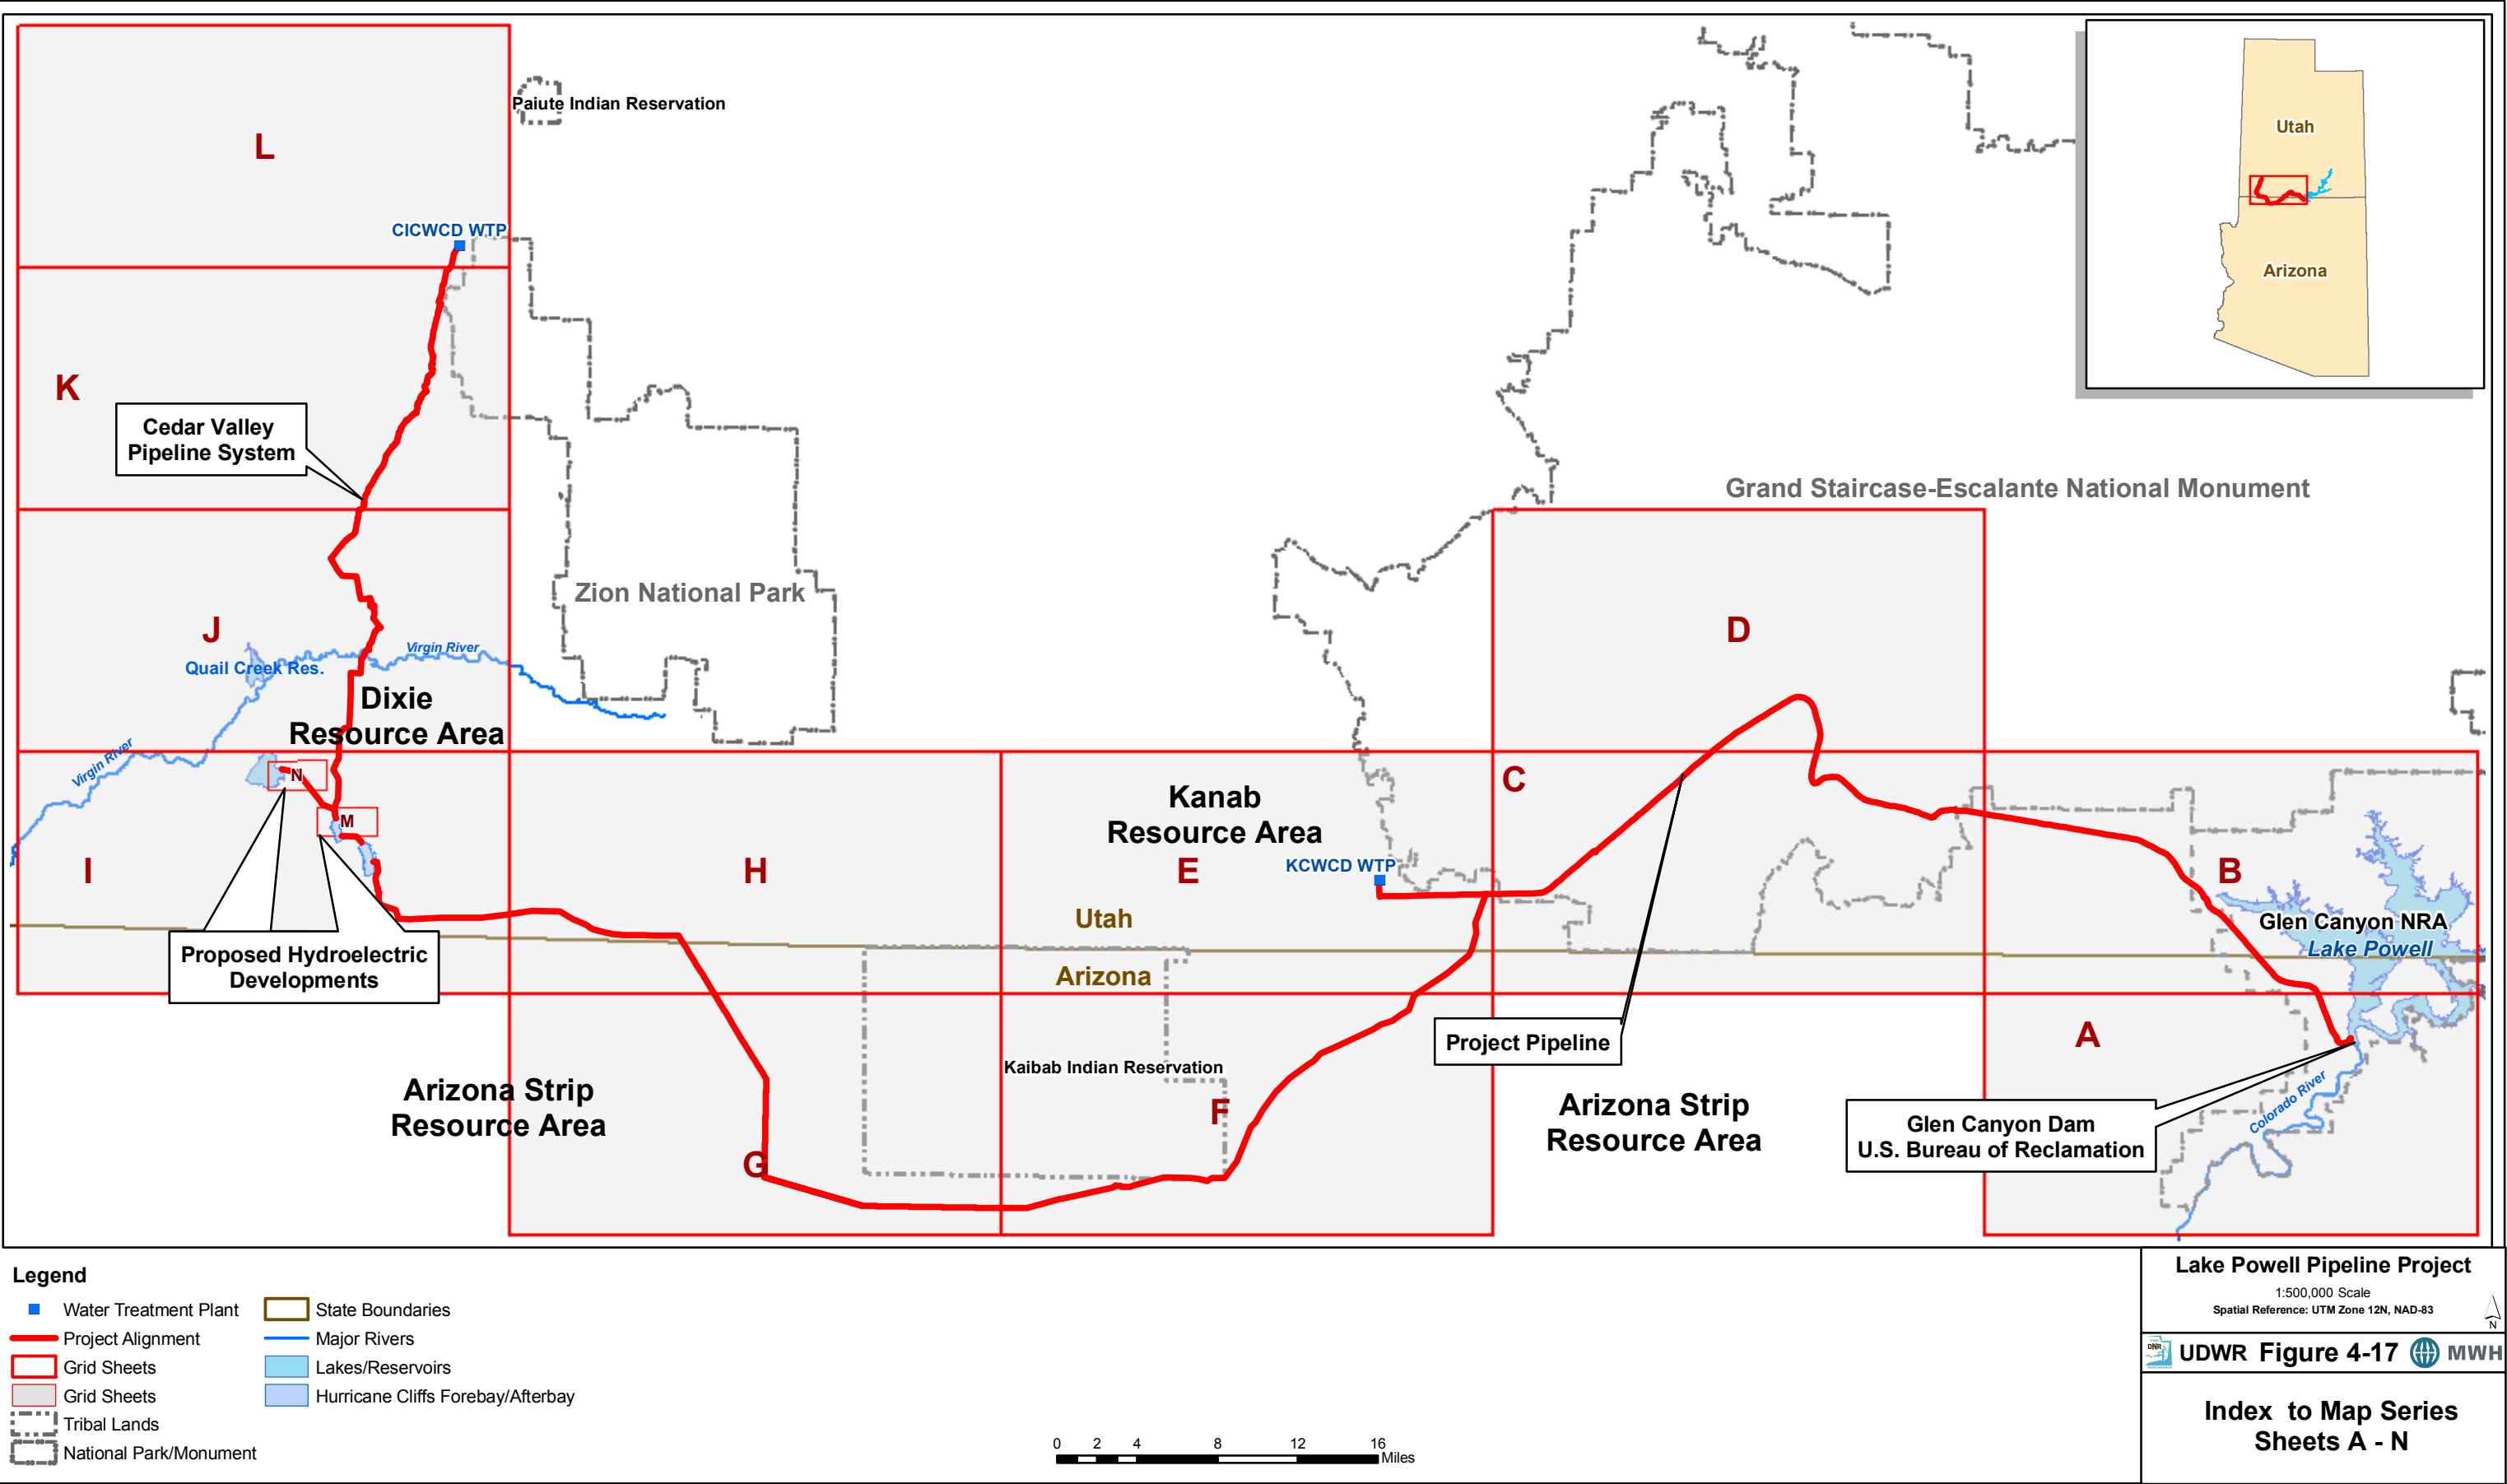 L
Paiute Indian Reservation
CICWCD WTP
Utah
Arizona
K
Cedar Valley
Pipeline System
Grand Staircase-Escalante National Monument
Zion National Park
J
D
Virgin River
Quail Creek Res.
Dixie
Resource Area
Virgin River
N
M
I
H
Kanab
Resource Area
E
KCWCD WTP
C
B
Glen Canyon NRA
Lake Powell
Utah
Arizona
Proposed Hydroelectric
Developments
Project Pipeline
A
Kaibab Indian Reservation
Arizona Strip
Resource Area
F
G
Arizona Strip
Resource Area
Glen Canyon Dam
U.S. Bureau of Reclamation
Colorado River
Legend
Water Treatment Plant
Project Alignment
Grid Sheets
Grid Sheets
Tribal Lands
National Park/Monument
State Boundaries
Major Rivers
Lakes/Reservoirs
Hurricane Cliffs Forebay/Afterbay
0 2 4 8 12 16
Miles
Lake Powell Pipeline Project
1:500,000 Scale
Spatial Reference: UTM Zone 12N, NAD-83
N
DNR
UDWR Figure 4-17 MWH
Index to Map Series
Sheets A - N